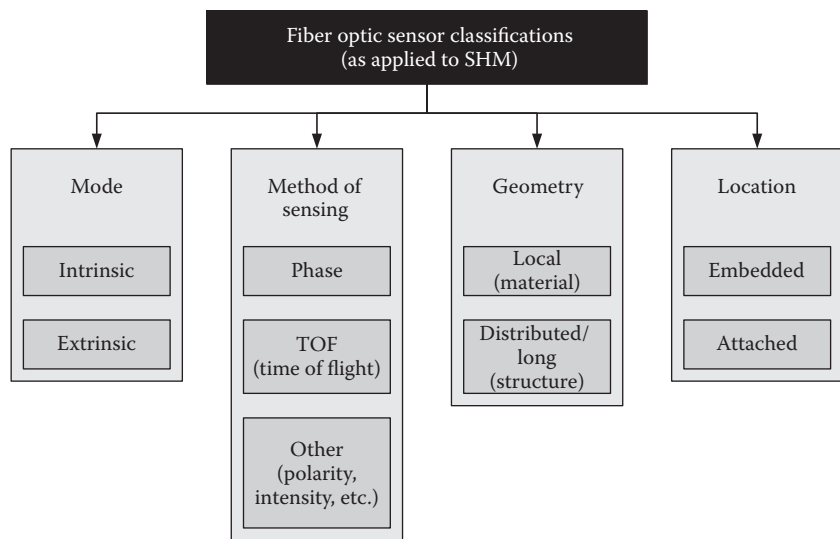 Fiber optic sensor classifications
(as applied to SHM)
Mode
Intrinsic
Extrinsic
Method of
sensing
Phase
TOF
(time of flight)
Other
(polarity,
intensity, etc.)
Geometry
Local
(material)
Distributed/
long
(structure)
Location
Embedded
Attached